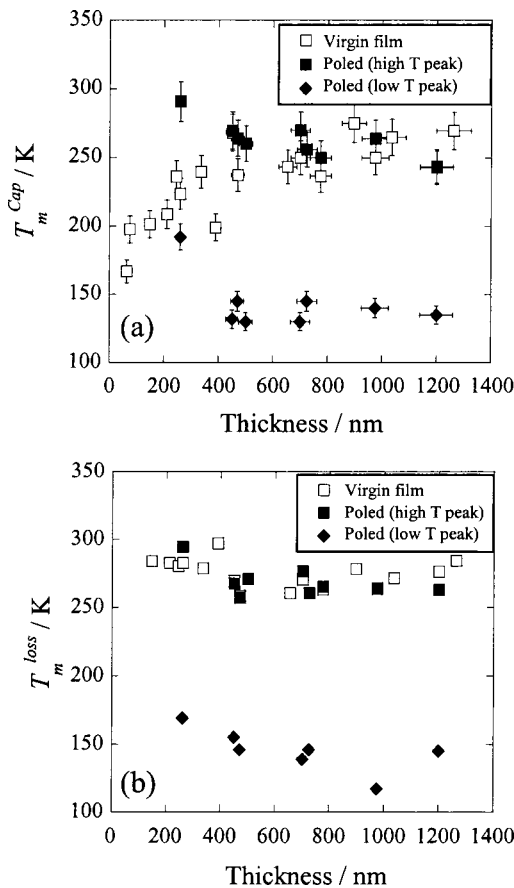 350
300
250
200
150
100
T_m^Cap / K
Virgin film
Poled (high T peak)
Poled (low T peak)
(a)
0 200 400 600 800 1000 1200 1400
Thickness / nm
350
300
250
200
150
100
T_m^loss / K
Virgin film
Poled (high T peak)
Poled (low T peak)
(b)
0 200 400 600 800 1000 1200 1400
Thickness / nm